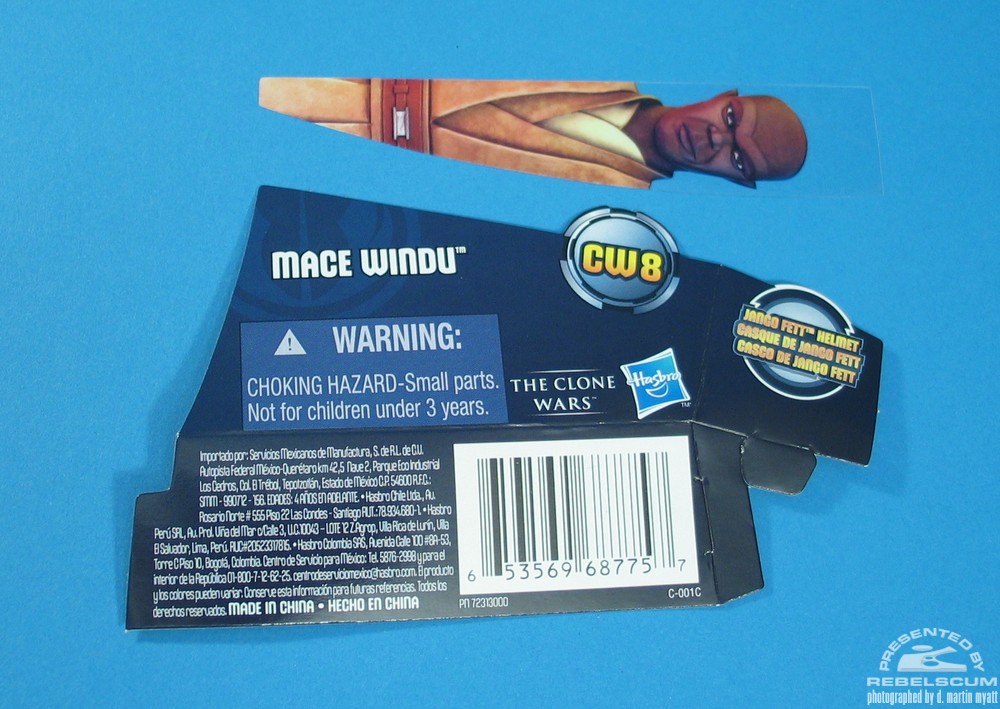 MACE WINDU™
CW8
JANGO FETT™ HELMET
CASQUE DE JANGO FETT
CASCO DE JANGO FETT
WARNING:
CHOKING HAZARD-Small parts.
Not for children under 3 years.
THE CLONE
WARS™
Hasbro
TM
Importado por: Servicios Mexicanos de Manufactura, S. de R.L. de C.V.
Autopista Federal México-Querétaro km 42,5 Nave 2, Parque Eco Industrial
Los Cedros, Col. El Trébol, Tepotzotlán, Estado de México C.P. 54600 R.F.C.:
SMM - 990712 - 1S6. EDADES: 4 AÑOS EN ADELANTE. • Hasbro Chile Ltda., Av.
Rosario Norte # 555 Piso 22 Las Condes - Santiago RUT.:78.934.680-1. • Hasbro
Perú SRL, Av. Prol. Viña del Mar c/Calle 3, U.C.10043 – LOTE 12 Z.Agrop, Villa Rica de Lurín, Villa
El Salvador, Lima, Perú. RUC#20523317815. • Hasbro Colombia SAS, Avenida Calle 100 #8A-53,
Torre C Piso 10, Bogotá, Colombia. Centro de Servicio para México: Tel. 5876-2998 y para el
interior de la República 01-800-7-12-62-25. centrodeserviciomexico@hasbro.com. El producto
y los colores pueden variar. Conserve esta información para futuras referencias. Todos los
derechos reservados. MADE IN CHINA • HECHO EN CHINA
6 53569 68775 7
PN 72313000
C-001C
PRESENTED BY
REBELSCUM
photographed by d. martin myatt